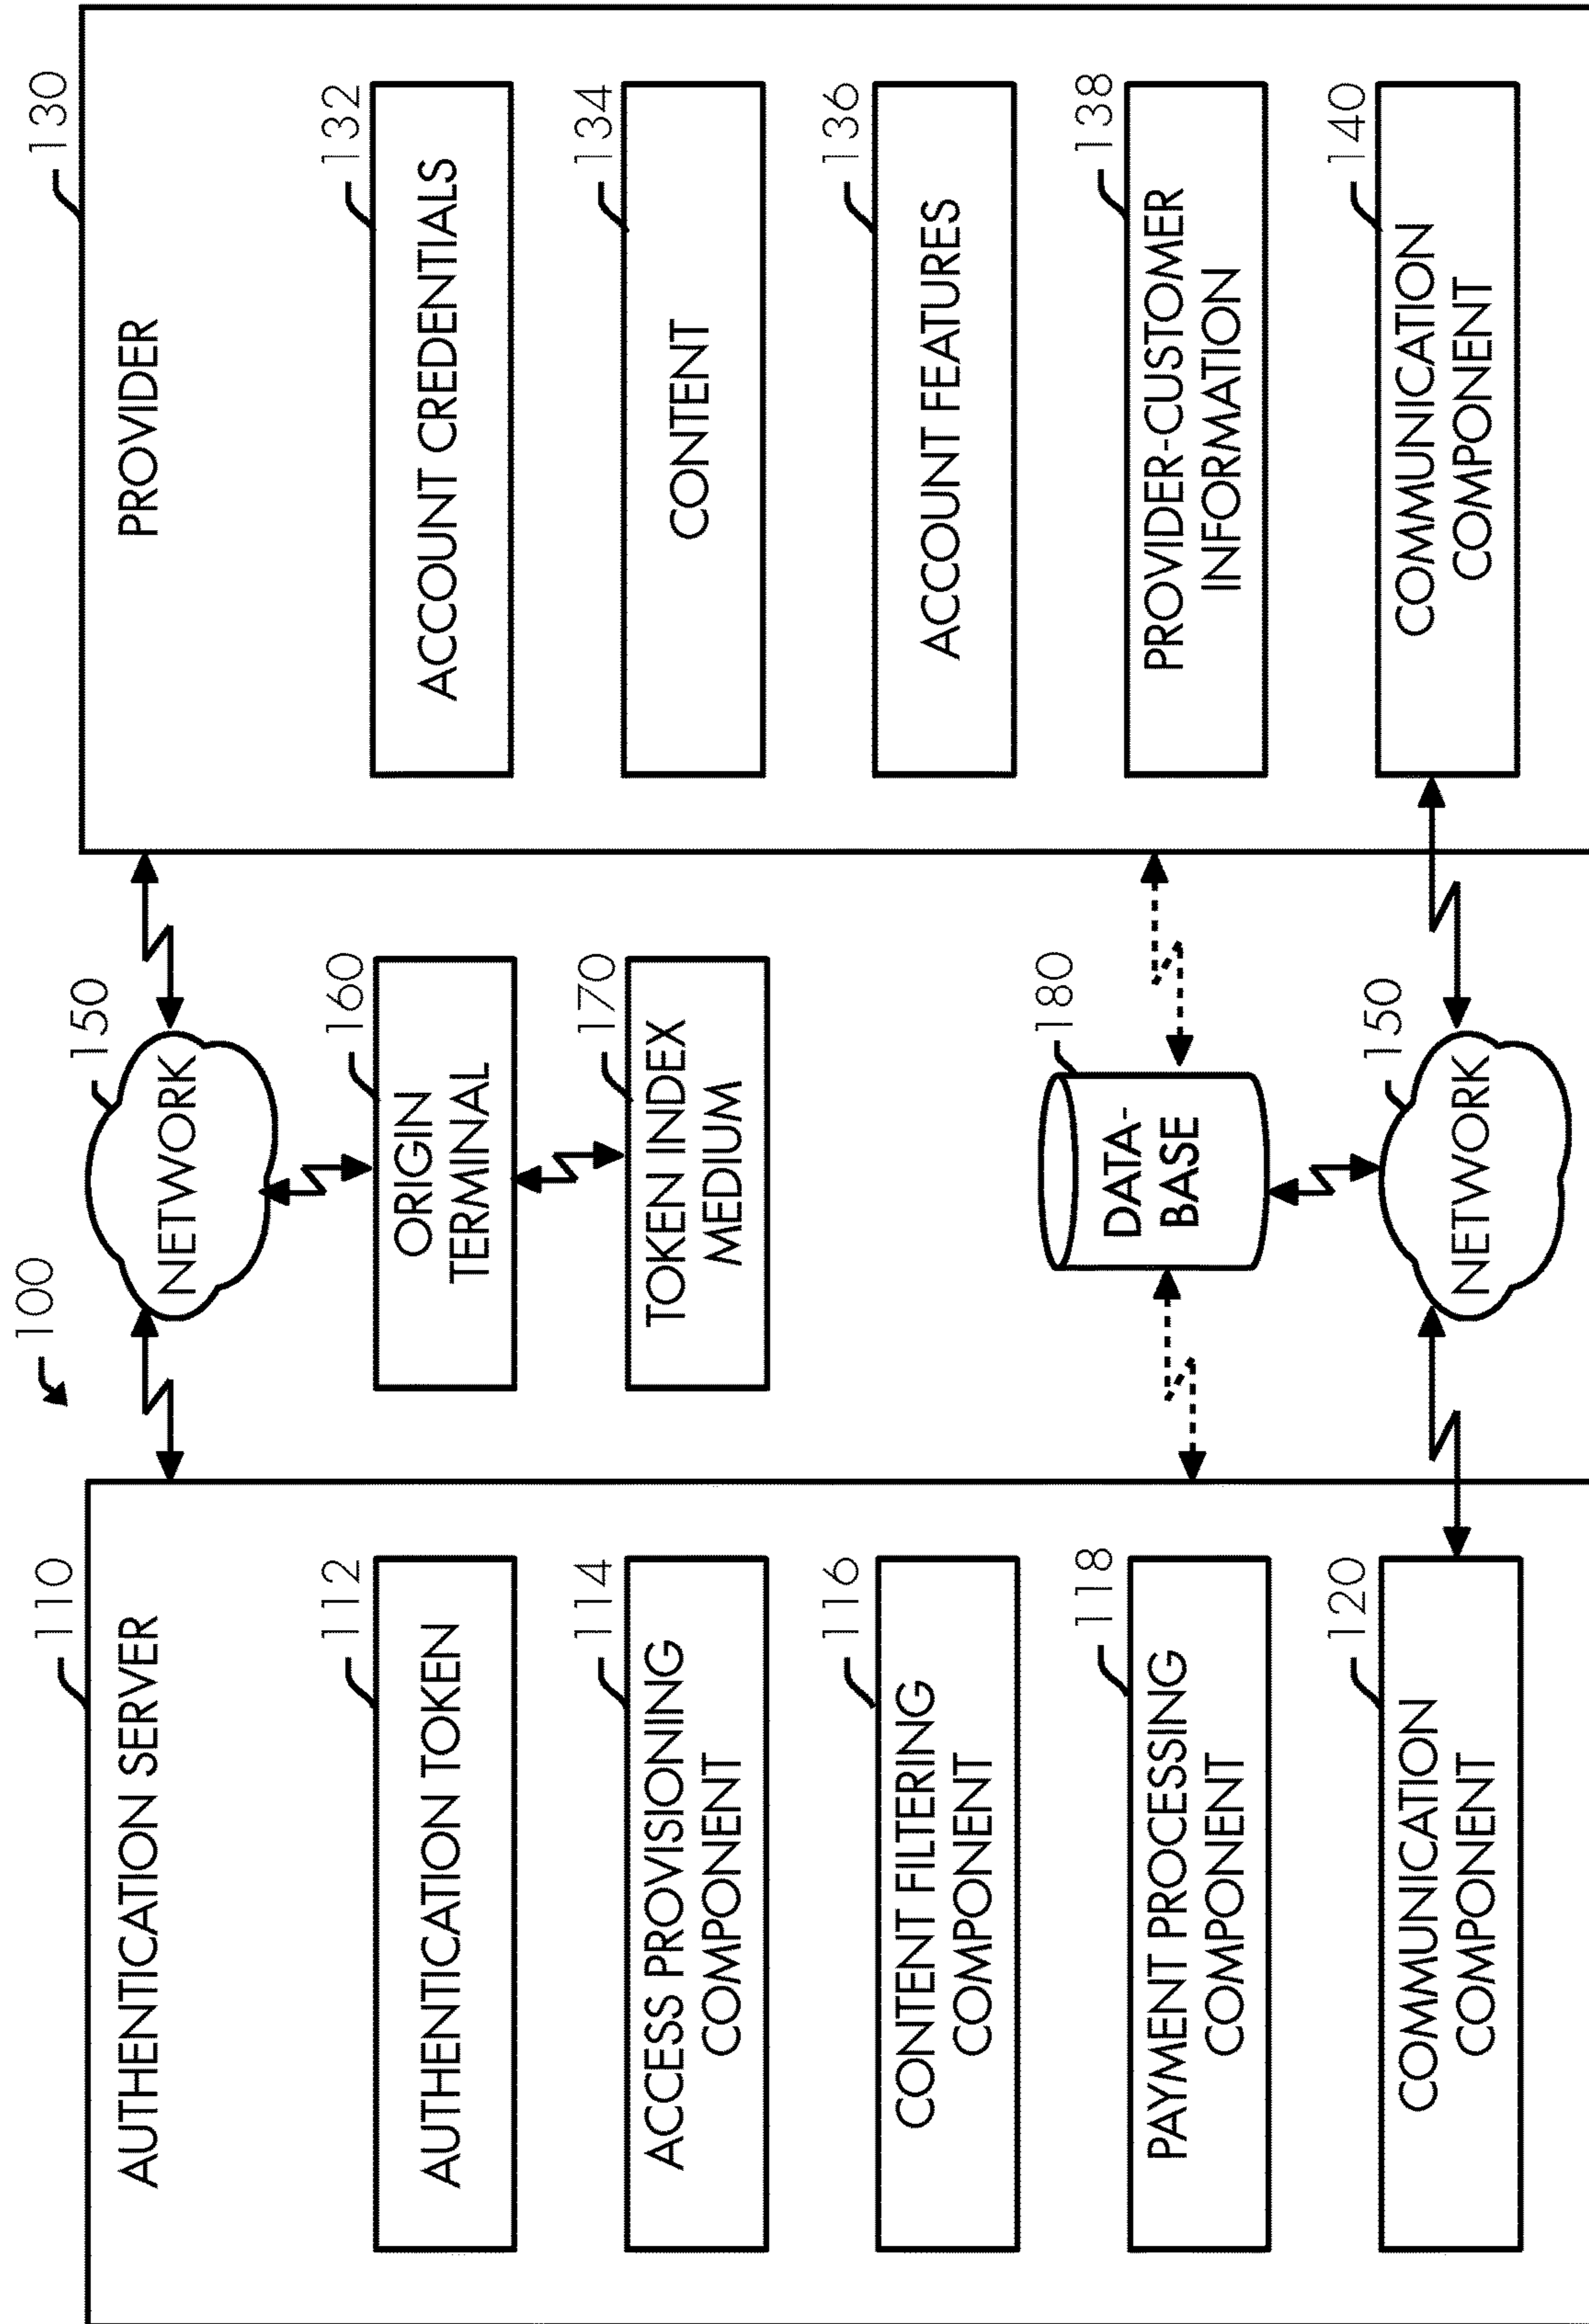 100
110
AUTHENTICATION SERVER
112
AUTHENTICATION TOKEN
114
ACCESS PROVISIONING
COMPONENT
116
CONTENT FILTERING
COMPONENT
118
PAYMENT PROCESSING
COMPONENT
120
COMMUNICATION
COMPONENT
150
NETWORK
160
ORIGIN
TERMINAL
170
TOKEN INDEX
MEDIUM
180
DATA-
BASE
150
NETWORK
130
PROVIDER
132
ACCOUNT CREDENTIALS
134
CONTENT
136
ACCOUNT FEATURES
138
PROVIDER-CUSTOMER
INFORMATION
140
COMMUNICATION
COMPONENT